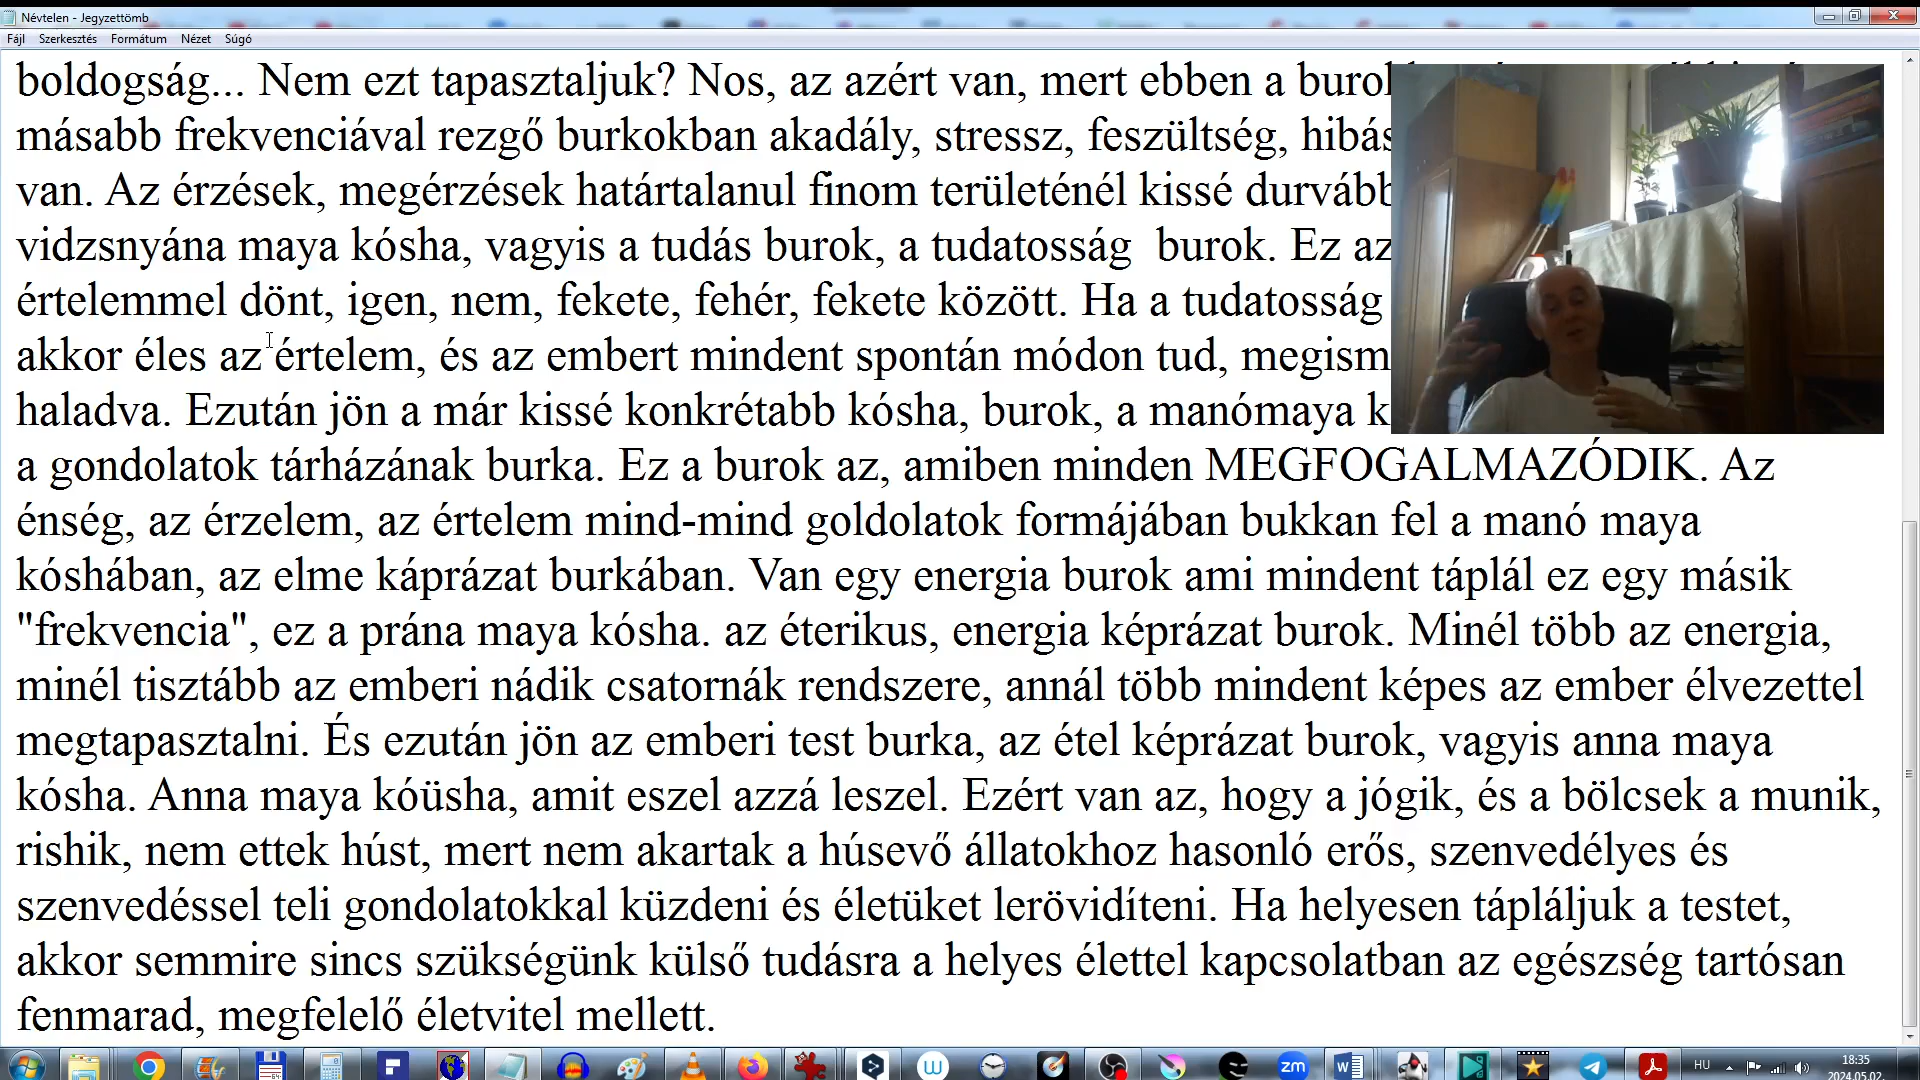 Névtelen - Jegyzettömb
Fájl Szerkesztés Formátum Nézet Súgó
boldogság... Nem ezt tapasztaljuk? Nos, az azért van, mert ebben a
másabb frekvenciával rezgő burkokban akadály, stressz, feszültség, hibás
van. Az érzések, megérzések határtalanul finom területénél kissé durvább
vidzsnyána maya kósha, vagyis a tudás burok, a tudatosság burok. Ez az
értelemmel dönt, igen, nem, fekete, fehér, fekete között. Ha a tudatosság
akkor éles az értelem, és az embert mindent spontán módon tud, megism
haladva. Ezután jön a már kissé konkrétabb kósha, burok, a manómaya k
a gondolatok tárházának burka. Ez a burok az, amiben minden MEGFOGALMAZÓDIK. Az
énség, az érzelem, az értelem mind-mind goldolatok formájában bukkan fel a manó maya
kóshában, az elme káprázat burkában. Van egy energia burok ami mindent táplál ez egy másik
"frekvencia", ez a prána maya kósha. az éterikus, energia képrázat burok. Minél több az energia,
minél tisztább az emberi nádik csatornák rendszere, annál több mindent képes az ember élvezettel
megtapasztalni. És ezután jön az emberi test burka, az étel képrázat burok, vagyis anna maya
kósha. Anna maya kóüsha, amit eszel azzá leszel. Ezért van az, hogy a jógik, és a bölcsek a munik,
rishik, nem ettek húst, mert nem akartak a húsevő állatokhoz hasonló erős, szenvedélyes és
szenvedéssel teli gondolatokkal küzdeni és életüket lerövidíteni. Ha helyesen tápláljuk a testet,
akkor semmire sincs szükségünk külső tudásra a helyes élettel kapcsolatban az egészség tartósan
fenmarad, megfelelő életvitel mellett.
HU
18:35
2024.05.02.